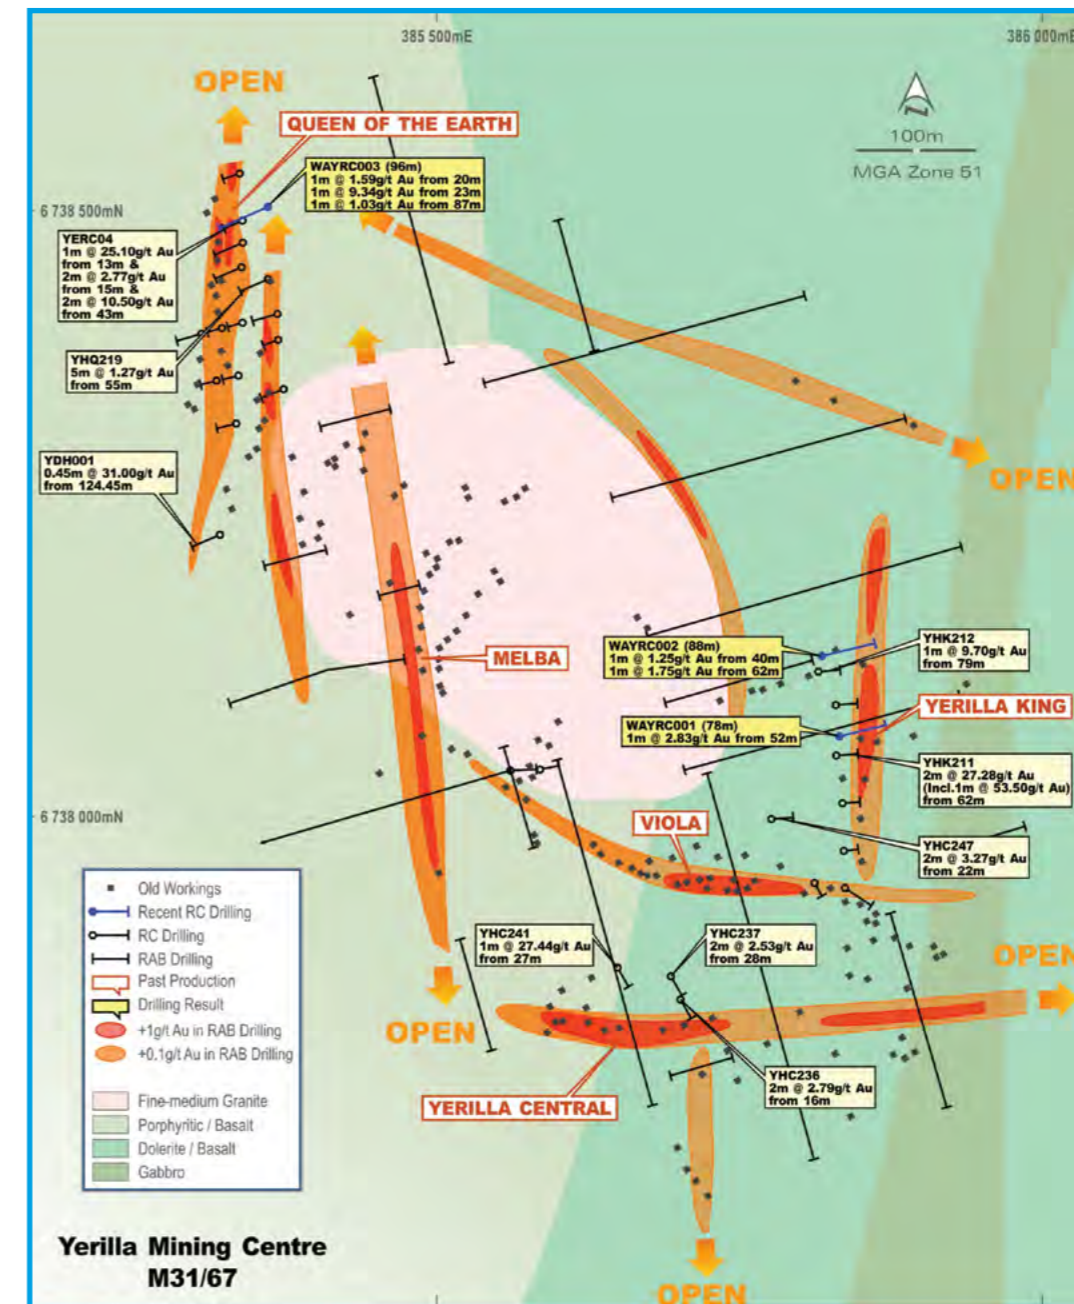 385 500mE
386 000mE
OPEN
QUEEN OF THE EARTH
100m
MGA Zone 51
WAYRC003 (96m)
1m @ 1.59g/t Au from 20m
1m @ 9.34g/t Au from 23m
1m @ 1.03g/t Au from 87m
6 738 500mN
YERC04
1m @ 25.10g/t Au
from 13m &
2m @ 2.77g/t Au
from 15m &
2m @ 10.50g/t Au
from 43m
YHQ219
5m @ 1.27g/t Au
from 55m
YDH001
0.45m @ 31.00g/t Au
from 124.45m
OPEN
MELBA
WAYRC002 (88m)
1m @ 1.25g/t Au from 40m
1m @ 1.75g/t Au from 62m
YHK212
1m @ 9.70g/t Au
from 79m
YERILLA KING
WAYRC001 (78m)
1m @ 2.83g/t Au from 52m
YHK211
2m @ 27.28g/t Au
(Incl.1m @ 53.50g/t Au)
from 62m
6 738 000mN
VIOLA
YHC247
2m @ 3.27g/t Au
from 22m
Old Workings
Recent RC Drilling
RC Drilling
RAB Drilling
Past Production
Drilling Result
+1g/t Au in RAB Drilling
+0.1g/t Au in RAB Drilling
Fine-medium Granite
Porphyritic / Basalt
Dolerite / Basalt
Gabbro
YHC241
1m @ 27.44g/t Au
from 27m
YHC237
2m @ 2.53g/t Au
from 28m
OPEN
OPEN
YHC236
2m @ 2.79g/t Au
from 16m
YERILLA CENTRAL
Yerilla Mining Centre
M31/67
OPEN